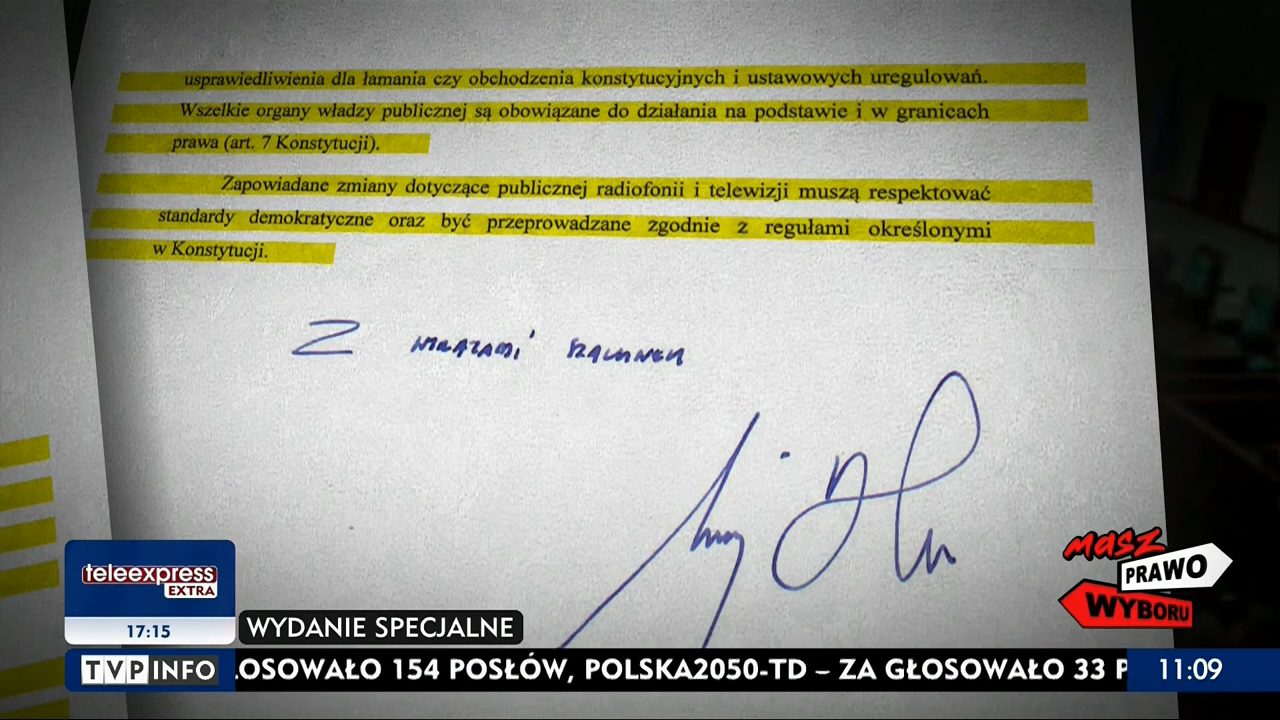 usprawiedliwienia dla łamania czy obchodzenia konstytucyjnych i ustawowych uregulowań.
Wszelkie organy władzy publicznej są obowiązane do działania na podstawie i w granicach
prawa (art. 7 Konstytucji).
Zapowiadane zmiany dotyczące publicznej radiofonii i telewizji muszą respektować
standardy demokratyczne oraz być przeprowadzane zgodnie z regułami określonymi
w Konstytucji.
Z wyrazami szacunku
masz
PRAWO
WYBORU
teleexpress
EXTRA
17:15
WYDANIE SPECJALNE
TVP INFO
OSOWAŁO 154 POSŁÓW, POLSKA2050-TD – ZA GŁOSOWAŁO 33 P
11:09